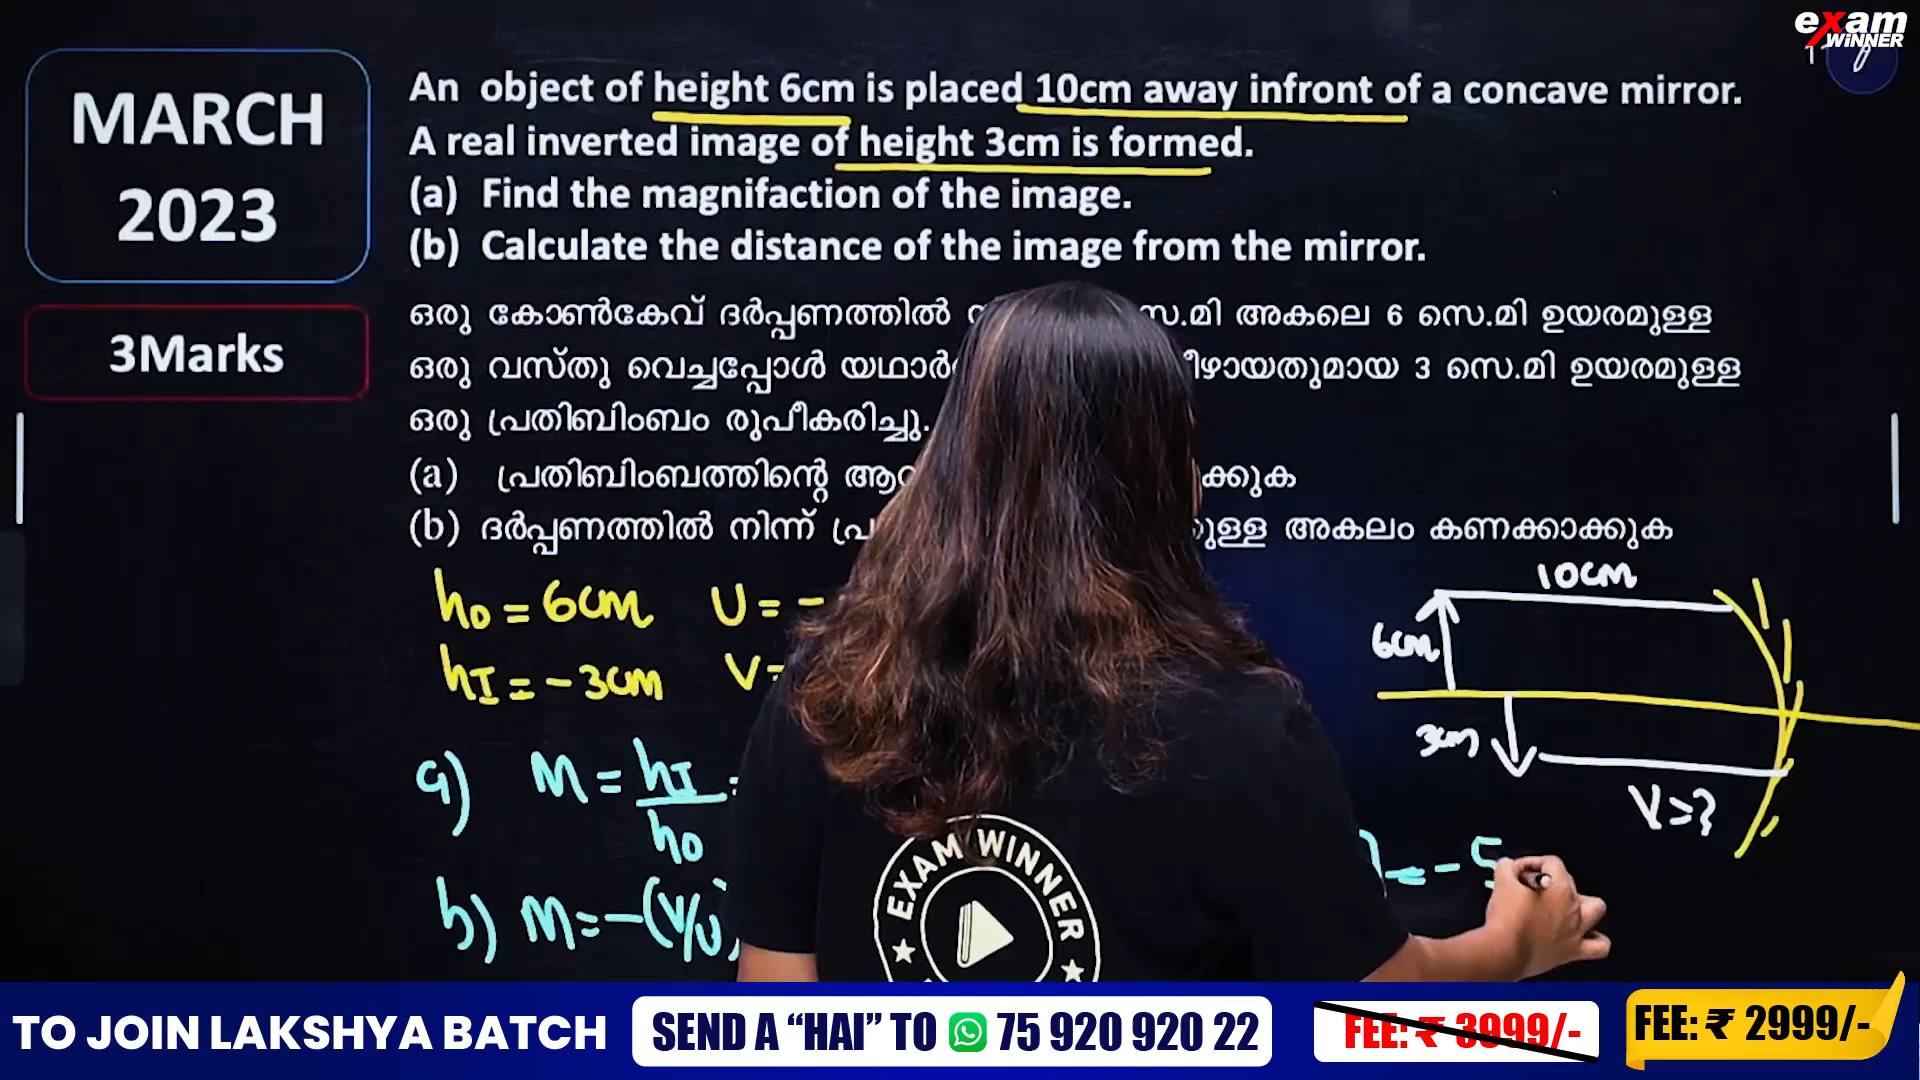 exam
WiNNER
MARCH
2023
3Marks
An object of height 6cm is placed 10cm away infront of a concave mirror.
A real inverted image of height 3cm is formed.
(a) Find the magnifaction of the image.
(b) Calculate the distance of the image from the mirror.
ഒരു കോൺകേവ് ദർപ്പണത്തിൽ സെ.മി അകലെ 6 സെ.മി ഉയരമുള്ള
ഒരു വസ്തു വെച്ചപ്പോൾ 3 സെ.മി ഉയരമുള്ള
ഒരു പ്രതിബിംബം രുപീകരിച്ചു.
(a) പ്രതിബിംബത്തിന്റെ
(b) ദർപ്പണത്തിൽ നിന്ന് അകലം കണക്കാക്കുക
hO = 6cm U = -
hI = -3cm V =
10cm
6cm
3cm
V=?
a) M = hI/hO =
b) M = -(V/U)
= -5
EXAM WINNER
TO JOIN LAKSHYA BATCH
SEND A “HAI” TO 75 920 920 22
FEE: ₹ 3999/-
FEE: ₹ 2999/-